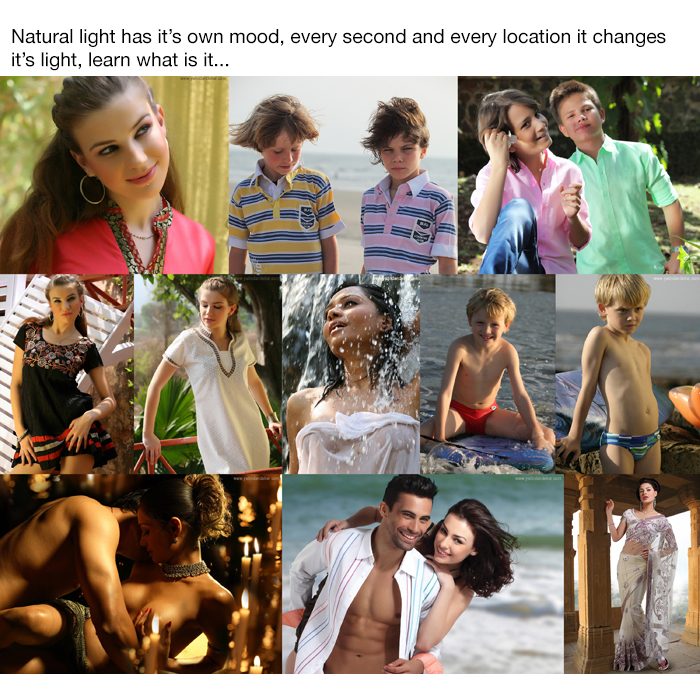 Natural light has it’s own mood, every second and every location it changes
it’s light, learn what is it...